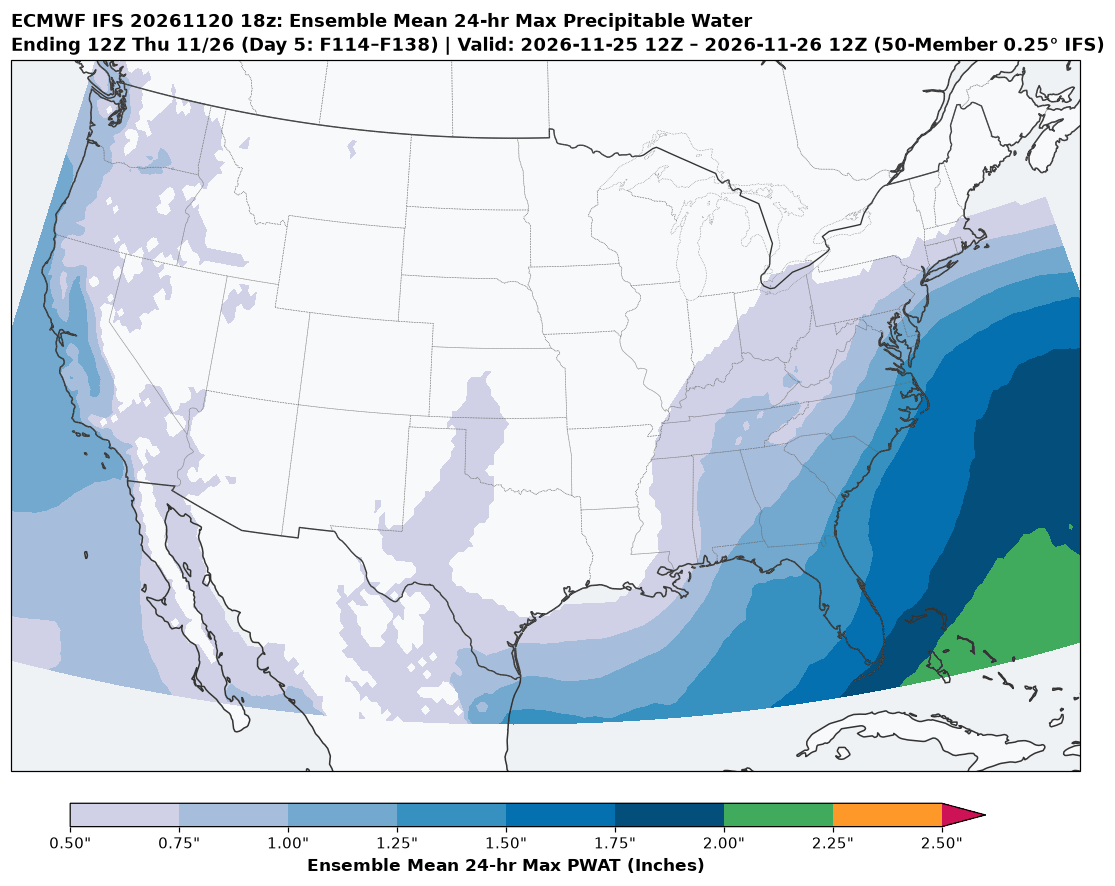 ECMWF IFS 20261120 18z: Ensemble Mean 24-hr Max Precipitable Water
Ending 12Z Thu 11/26 (Day 5: F114–F138) | Valid: 2026-11-25 12Z – 2026-11-26 12Z (50-Member 0.25° IFS)
0.50" 0.75" 1.00" 1.25" 1.50" 1.75" 2.00" 2.25" 2.50"
Ensemble Mean 24-hr Max PWAT (Inches)